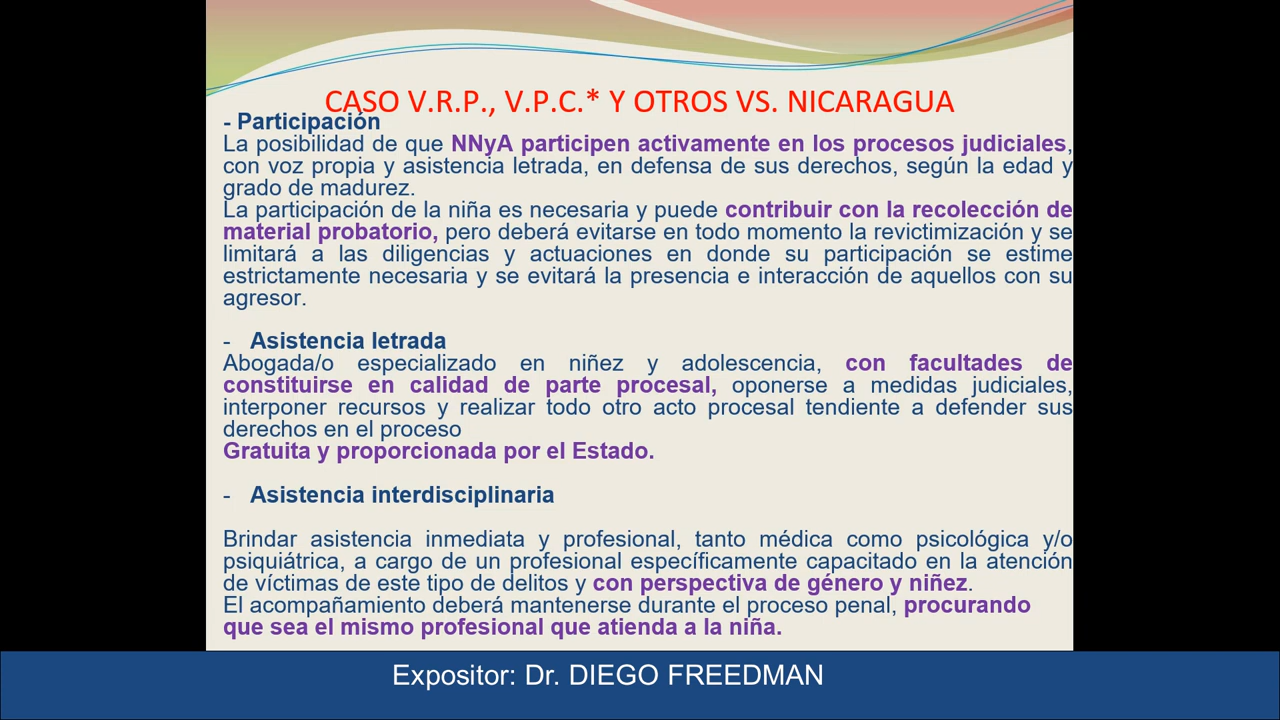 CASO V.R.P., V.P.C.* Y OTROS VS. NICARAGUA
- Participación
La posibilidad de que NNyA participen activamente en los procesos judiciales,
con voz propia y asistencia letrada, en defensa de sus derechos, según la edad y
grado de madurez.
La participación de la niña es necesaria y puede contribuir con la recolección de
material probatorio, pero deberá evitarse en todo momento la revictimización y se
limitará a las diligencias y actuaciones en donde su participación se estime
estrictamente necesaria y se evitará la presencia e interacción de aquellos con su
agresor.
- Asistencia letrada
Abogada/o especializado en niñez y adolescencia, con facultades de
constituirse en calidad de parte procesal, oponerse a medidas judiciales,
interponer recursos y realizar todo otro acto procesal tendiente a defender sus
derechos en el proceso
Gratuita y proporcionada por el Estado.
- Asistencia interdisciplinaria
Brindar asistencia inmediata y profesional, tanto médica como psicológica y/o
psiquiátrica, a cargo de un profesional específicamente capacitado en la atención
de víctimas de este tipo de delitos y con perspectiva de género y niñez.
El acompañamiento deberá mantenerse durante el proceso penal, procurando
que sea el mismo profesional que atienda a la niña.
Expositor: Dr. DIEGO FREEDMAN